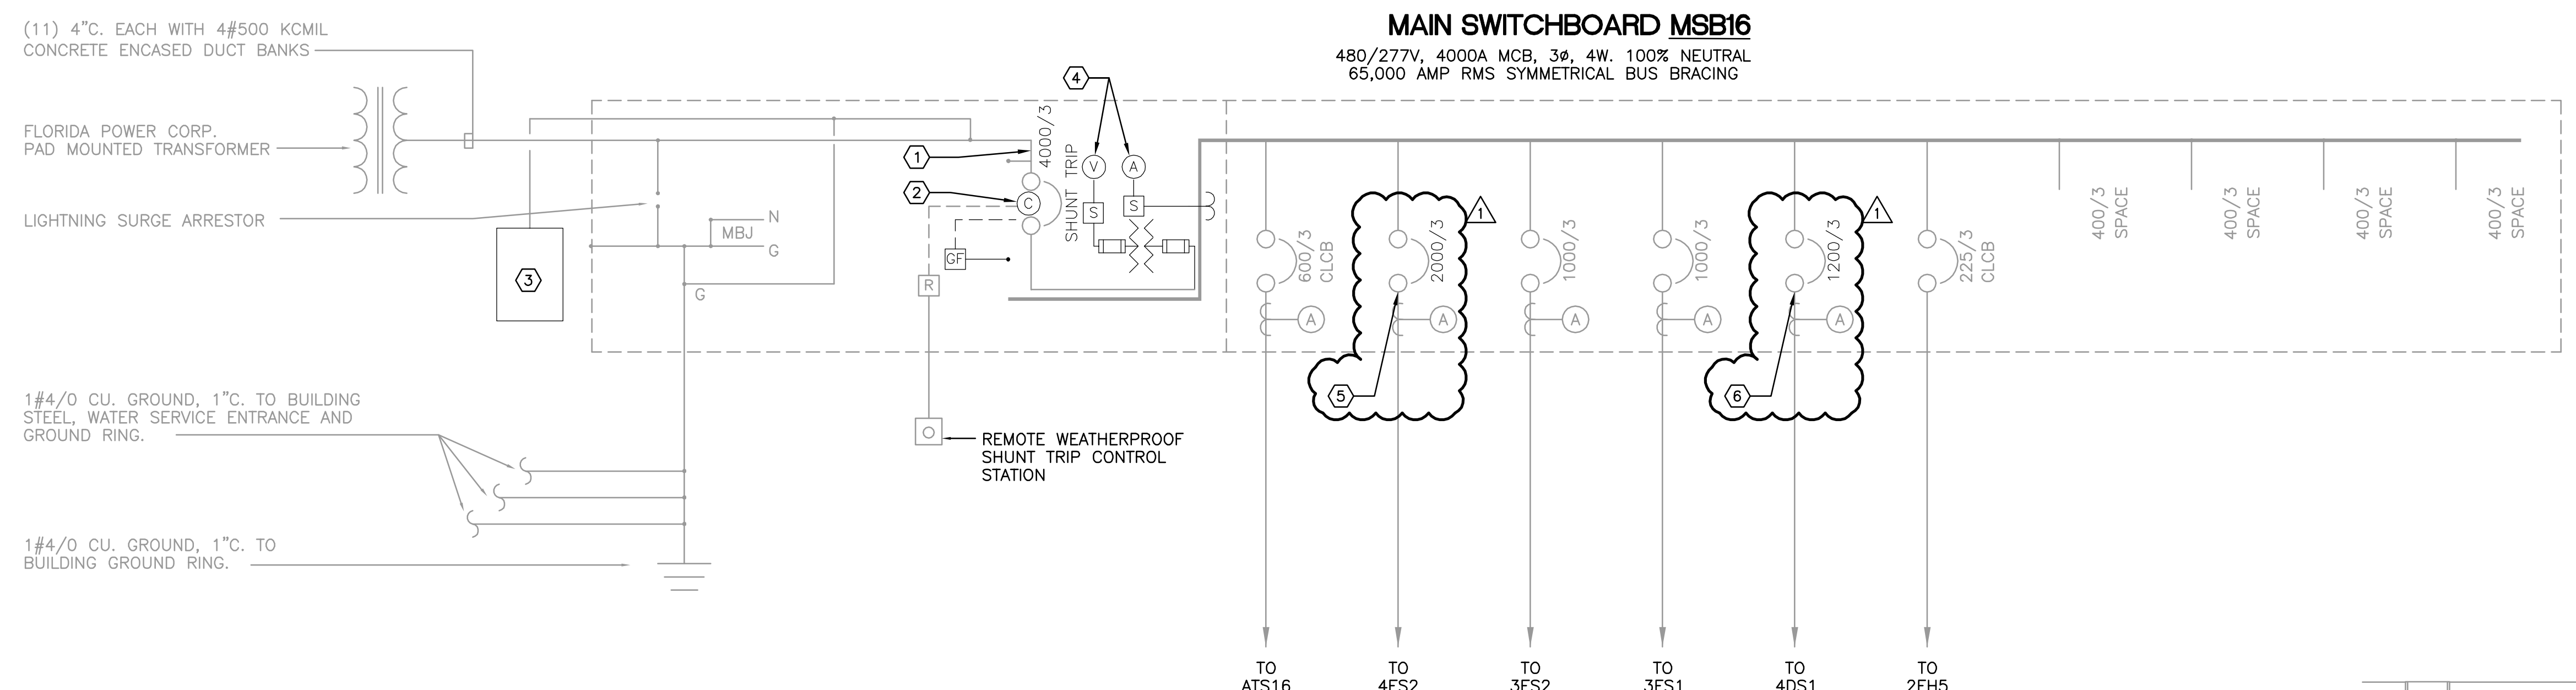 (11) 4"C. EACH WITH 4#500 KCMIL
CONCRETE ENCASED DUCT BANKS
FLORIDA POWER CORP.
PAD MOUNTED TRANSFORMER
LIGHTNING SURGE ARRESTOR
1#4/0 CU. GROUND, 1"C. TO BUILDING
STEEL, WATER SERVICE ENTRANCE AND
GROUND RING.
1#4/0 CU. GROUND, 1"C. TO
BUILDING GROUND RING.
MAIN SWITCHBOARD MSB16
480/277V, 4000A MCB, 3ø, 4W. 100% NEUTRAL
65,000 AMP RMS SYMMETRICAL BUS BRACING
3
N
MBJ
G
G
1
2
4
4000/3
SHUNT TRIP
C
V
A
S
S
GF
R
REMOTE WEATHERPROOF
SHUNT TRIP CONTROL
STATION
600/3
CLCB
A
2000/3
A
1
5
1000/3
A
1000/3
A
1200/3
A
1
6
225/3
CLCB
400/3
SPACE
400/3
SPACE
400/3
SPACE
400/3
SPACE
TO
ATS16
TO
4ES2
TO
3ES2
TO
3ES1
TO
4DS1
TO
2EH5